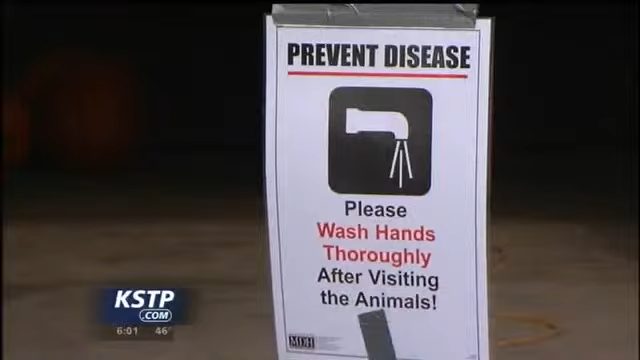 PREVENT DISEASE
Please
Wash Hands
Thoroughly
After Visiting
the Animals!
MDH
KSTP
.COM
6:01 46°